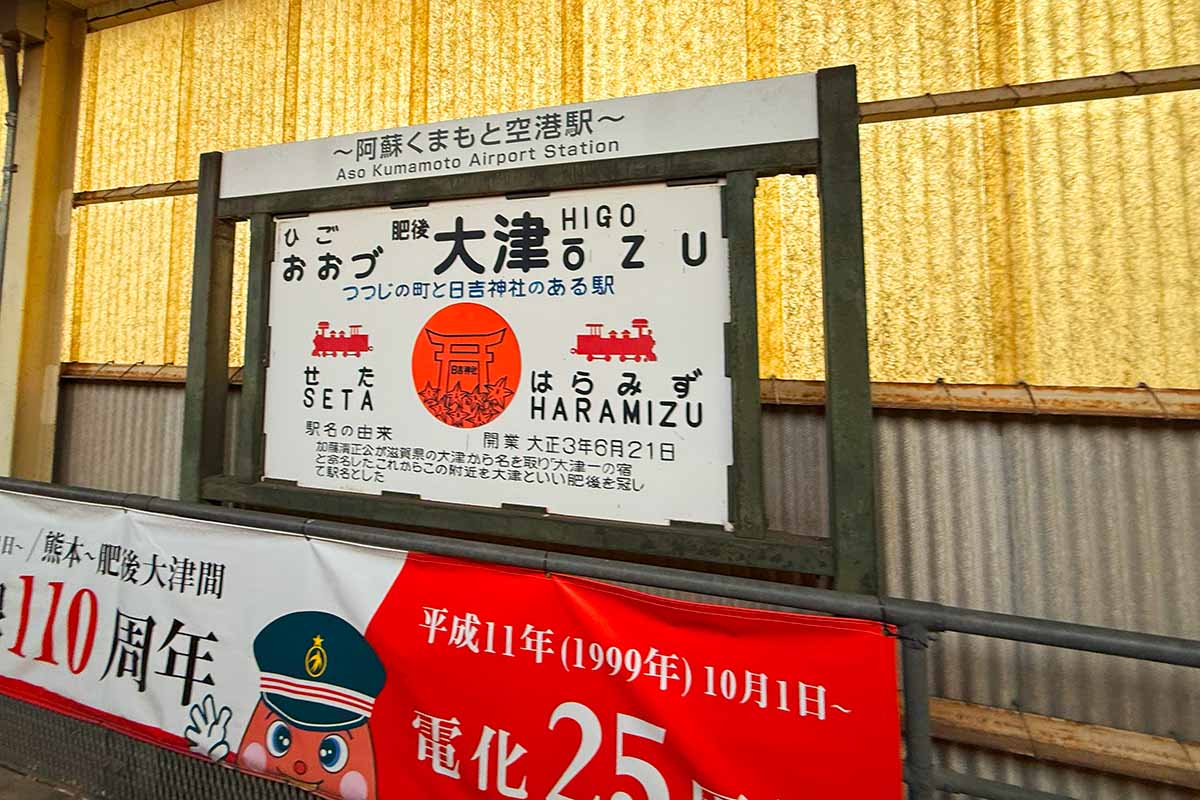 ～阿蘇くまもと空港駅～
Aso Kumamoto Airport Station
ひご
おおづ
肥後
大津
HIGO
ŌZU
つつじの町と日吉神社のある駅
日吉神社
せた
SETA
はらみず
HARAMIZU
駅名の由来
開業 大正3年6月21日
加藤清正公が滋賀県の大津から名を取り"大津一の宿
と命名したこれからこの附近を大津といい肥後を冠し
て駅名とした
日～/熊本～肥後大津間
110周年
平成11年(1999年)10月1日～
電化25周